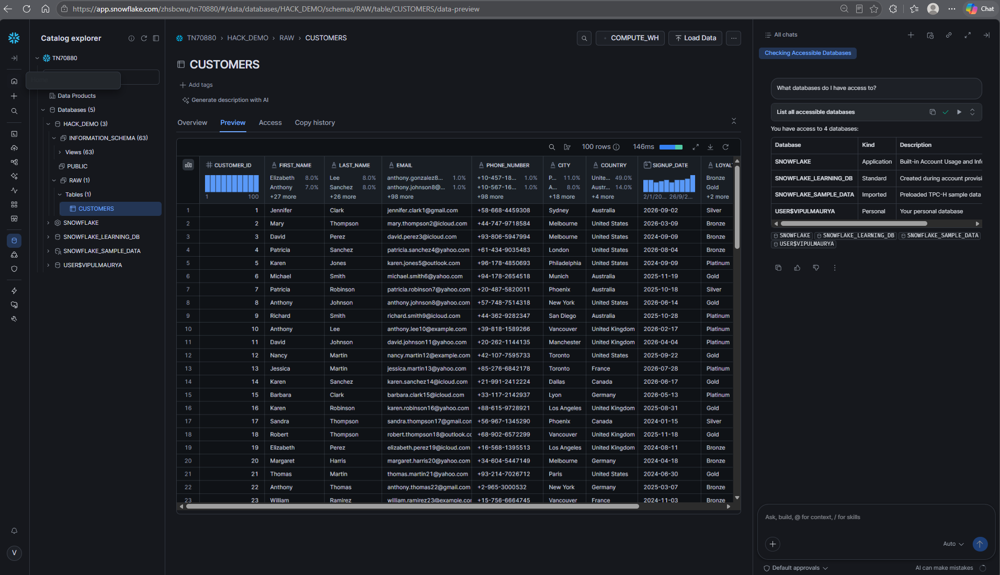 https://app.snowflake.com/zhsbcwu/tn70880/#/data/databases/HACK_DEMO/schemas/RAW/table/CUSTOMERS/data-preview
Chat
Catalog explorer
TN70880
Data Products
Databases (5)
HACK_DEMO (3)
INFORMATION_SCHEMA (63)
Views (63)
PUBLIC
RAW (1)
Tables (1)
CUSTOMERS
SNOWFLAKE
SNOWFLAKE_LEARNING_DB
SNOWFLAKE_SAMPLE_DATA
USER$VIPULMAURYA
V
TN70880 › HACK_DEMO › RAW › CUSTOMERS
COMPUTE_WH
Load Data
CUSTOMERS
Add tags
Generate description with AI
Overview Preview Access Copy history
100 rows 146ms
CUSTOMER_ID FIRST_NAME LAST_NAME EMAIL PHONE_NUMBER CITY COUNTRY SIGNUP_DATE LOYAL
Elizabeth 8.0% Lee 8.0% anthony.gonzalez8... 1.0% +10-457-18... 1.0% P... 11.0% Unite... 49.0% Bronze
Anthony 7.0% Sanchez 8.0% anthony.johnson8@... 1.0% +10-567-16... 1.0% A... 8.0% Austr... 14.0% Gold
1 100 +27 more +26 more +98 more +98 more +18 more +4 more 2/1/20... 26/9/2... +2 more
1 1 Jennifer Clark jennifer.clark1@gmail.com +58-668-4459308 Sydney Australia 2026-09-02 Silver
2 2 Mary Thompson mary.thompson2@icloud.com +44-747-9718584 Melbourne United States 2026-03-09 Bronze
3 3 David Perez david.perez3@icloud.com +93-806-5947994 Melbourne United States 2024-09-09 Bronze
4 4 Patricia Sanchez patricia.sanchez4@yahoo.com +61-434-9035483 London United States 2026-08-04 Bronze
5 5 Karen Jones karen.jones5@outlook.com +96-178-4850693 Philadelphia United States 2024-09-09 Platinum
6 6 Michael Smith michael.smith6@yahoo.com +94-178-2654518 Munich Australia 2025-11-19 Gold
7 7 Patricia Robinson patricia.robinson7@yahoo.com +20-487-5820011 Phoenix Australia 2025-10-18 Silver
8 8 Anthony Johnson anthony.johnson8@yahoo.com +57-748-7514318 New York United States 2026-06-14 Gold
9 9 Richard Smith richard.smith9@icloud.com +44-362-9282347 San Diego Australia 2025-10-28 Platinum
10 10 Anthony Lee anthony.lee10@example.com +39-818-1589266 Vancouver United Kingdom 2026-02-17 Platinum
11 11 David Johnson david.johnson11@yahoo.com +20-262-1144135 Manchester United Kingdom 2026-04-04 Platinum
12 12 Nancy Martin nancy.martin12@example.com +42-107-7595733 Toronto United States 2025-09-22 Gold
13 13 Jessica Martin jessica.martin13@yahoo.com +85-276-6842178 Toronto France 2026-07-28 Platinum
14 14 Karen Sanchez karen.sanchez14@icloud.com +21-991-2412224 Dallas Canada 2026-06-17 Gold
15 15 Barbara Clark barbara.clark15@icloud.com +33-117-2142937 Lyon Germany 2026-05-13 Platinum
16 16 Karen Robinson karen.robinson16@yahoo.com +88-615-9728921 Los Angeles United Kingdom 2025-08-31 Gold
17 17 Sandra Thompson sandra.thompson17@gmail.con +56-967-1345290 Phoenix Canada 2024-01-15 Silver
18 18 Robert Thompson robert.thompson18@outlook.cc +68-902-6572299 Vancouver United Kingdom 2025-11-18 Gold
19 19 Elizabeth Perez elizabeth.perez19@icloud.com +16-568-1395513 Los Angeles United Kingdom 2024-08-11 Bronze
20 20 Margaret Harris margaret.harris20@yahoo.com +34-604-5447149 Melbourne Germany 2024-04-18 Bronze
21 21 Thomas Martin thomas.martin21@yahoo.com +93-214-7026712 Paris United States 2024-06-30 Gold
22 22 Anthony Thomas anthony.thomas22@gmail.com +2-965-3000532 New York Germany 2025-03-07 Bronze
23 23 William Ramirez william.ramirez23@example.cor +15-756-6664745 Vancouver France 2024-11-03 Bronze
All chats
Checking Accessible Databases
What databases do I have access to?
List all accessible databases
You have access to 4 databases:
Database Kind Description
SNOWFLAKE Application Built-in Account Usage and Info
SNOWFLAKE_LEARNING_DB Standard Created during account provisi
SNOWFLAKE_SAMPLE_DATA Imported Preloaded TPC-H sample data
USER$VIPULMAURYA Personal Your personal database
SNOWFLAKE SNOWFLAKE_LEARNING_DB SNOWFLAKE_SAMPLE_DATA
USER$VIPULMAURYA
Ask, build, @ for context, / for skills
Auto
Default approvals
AI can make mistakes